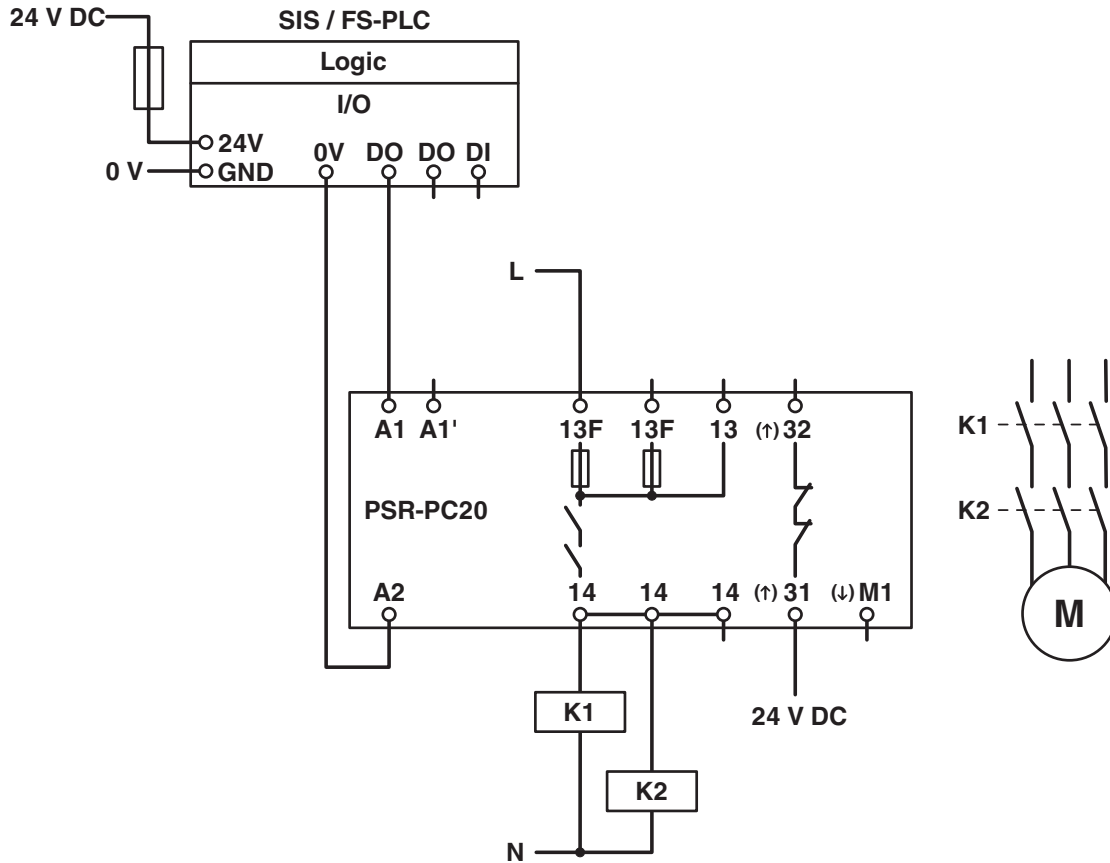 24 V DC
SIS / FS-PLC
Logic
I/O
24V
0V DO DO DI
0 V
GND
L
A1 A1' 13F 13F 13 (↑) 32
K1
PSR-PC20
K2
A2 14 14 14 (↑) 31 (↓) M1
M
K1
24 V DC
K2
N